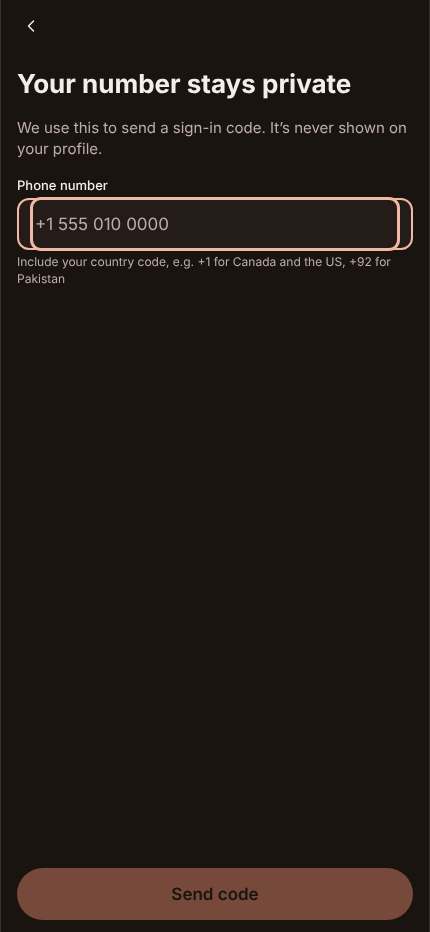 Your number stays private
We use this to send a sign-in code. It’s never shown on
your profile.
Phone number
+1 555 010 0000
Include your country code, e.g. +1 for Canada and the US, +92 for
Pakistan
Send code